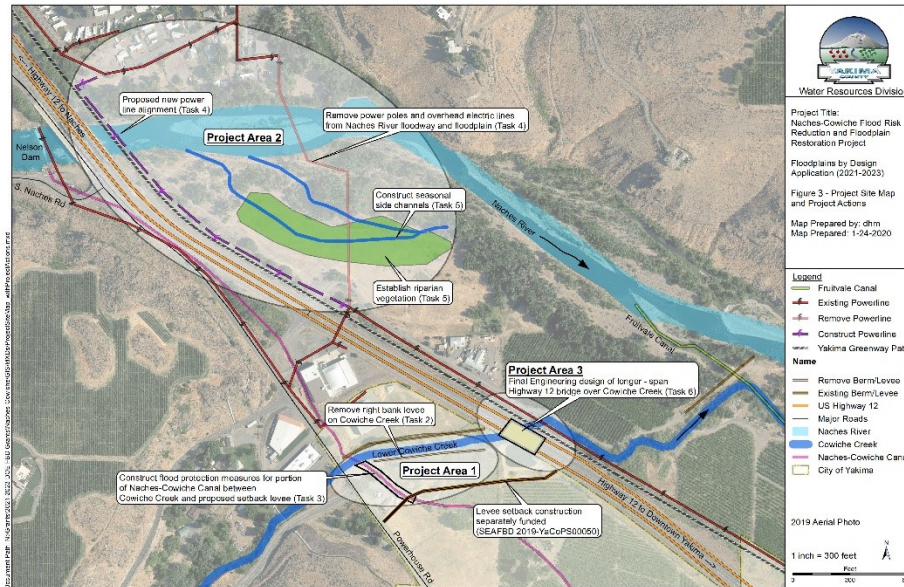 <-- Highway 12 to Naches
Nelson
Dam
S. Naches Rd
Proposed new power
line alignment (Task 4)
Project Area 2
Remove power poles and overhead electric lines
from Naches River floodway and floodplain (Task 4)
Construct seasonal
side channels (Task 5)
Establish riparian
vegetation (Task 5)
Naches River
Fruitvale Canal
Project Area 3
Final Engineering design of longer - span
Highway 12 bridge over Cowiche Creek (Task 6)
Remove right bank levee
on Cowiche Creek (Task 2)
Lower Cowiche Creek
Project Area 1
Construct flood protection measures for portion
of Naches-Cowiche Canal between
Cowiche Creek and proposed setback levee (Task 3)
Levee setback construction
separately funded
(SEAFBD 2019-YaCoPS00050)
Powerhouse Rd
Highway 12 to Downtown Yakima -->
YAKIMA
COUNTY
Water Resources Divisio
Project Title:
Naches-Cowiche Flood Risk
Reduction and Floodplain
Restoration Project
Floodplains by Design
Application (2021-2023)
Figure 3 - Project Site Map
and Project Actions
Map Prepared by: dhm
Map Prepared: 1-24-2020
Legend
Fruitvale Canal
Existing Powerline
Remove Powerline
Construct Powerline
Yakima Greenway Pat
Name
Remove Berm/Levee
Existing Berm/Levee
US Highway 12
Major Roads
Naches River
Cowiche Creek
Naches-Cowiche Cana
City of Yakima
2019 Aerial Photo
1 inch = 300 feet
N
Feet
0 200